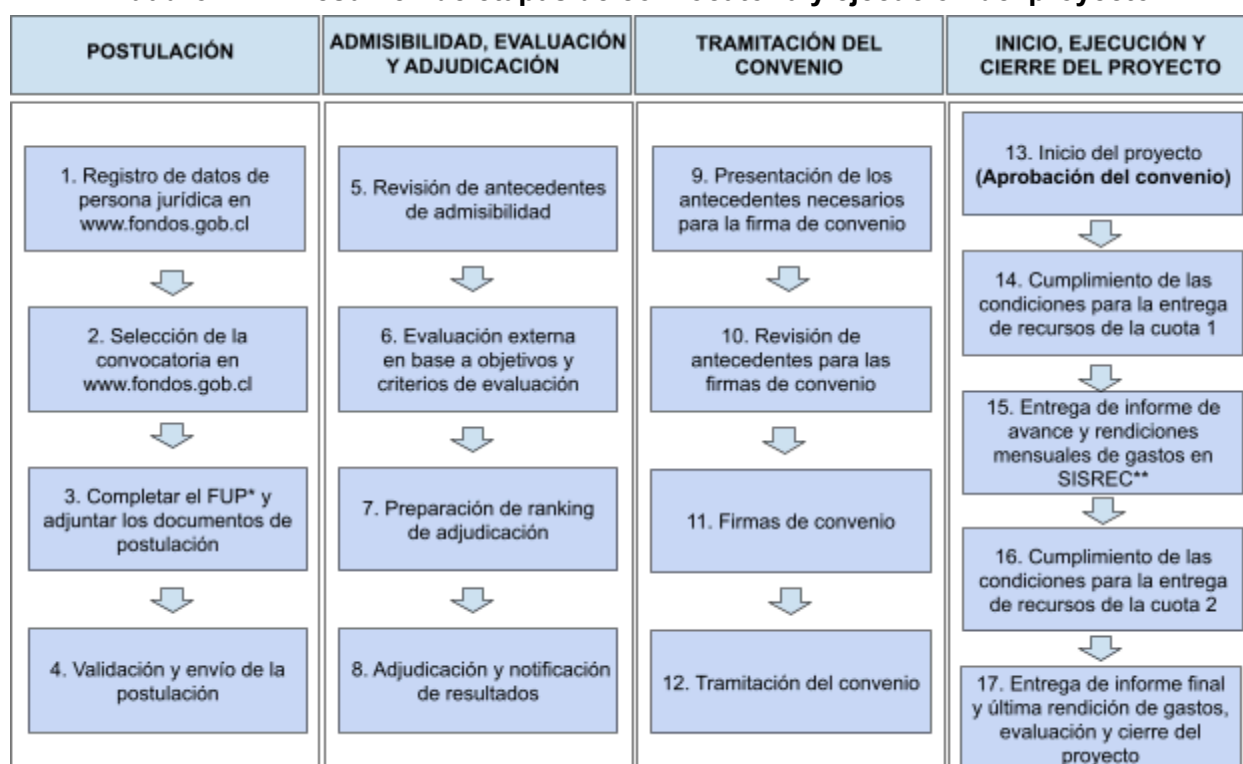 POSTULACIÓN
1. Registro de datos de
persona jurídica en
www.fondos.gob.cl
2. Selección de la
convocatoria en
www.fondos.gob.cl
3. Completar el FUP* y
adjuntar los documentos de
postulación
4. Validación y envío de la
postulación
ADMISIBILIDAD, EVALUACIÓN
Y ADJUDICACIÓN
5. Revisión de antecedentes
de admisibilidad
6. Evaluación externa
en base a objetivos y
criterios de evaluación
7. Preparación de ranking
de adjudicación
8. Adjudicación y notificación
de resultados
TRAMITACIÓN DEL
CONVENIO
9. Presentación de los
antecedentes necesarios
para la firma de convenio
10. Revisión de
antecedentes para las
firmas de convenio
11. Firmas de convenio
12. Tramitación del convenio
INICIO, EJECUCIÓN Y
CIERRE DEL PROYECTO
13. Inicio del proyecto
(Aprobación del convenio)
14. Cumplimiento de las
condiciones para la entrega
de recursos de la cuota 1
15. Entrega de informe de
avance y rendiciones
mensuales de gastos en
SISREC**
16. Cumplimiento de las
condiciones para la entrega
de recursos de la cuota 2
17. Entrega de informe final
y última rendición de gastos,
evaluación y cierre del
proyecto